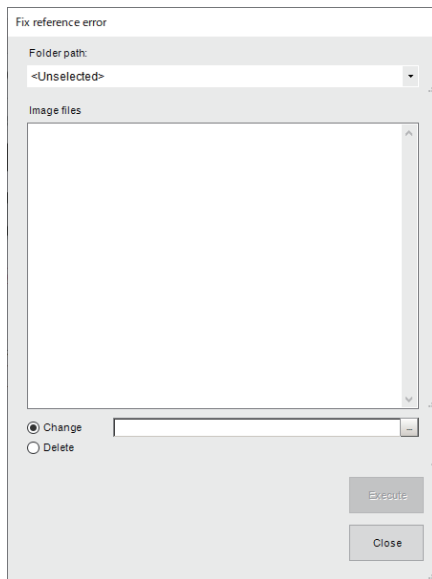 Fix reference error
Folder path:
<Unselected>
Image files
Change
...
Delete
Execute
Close